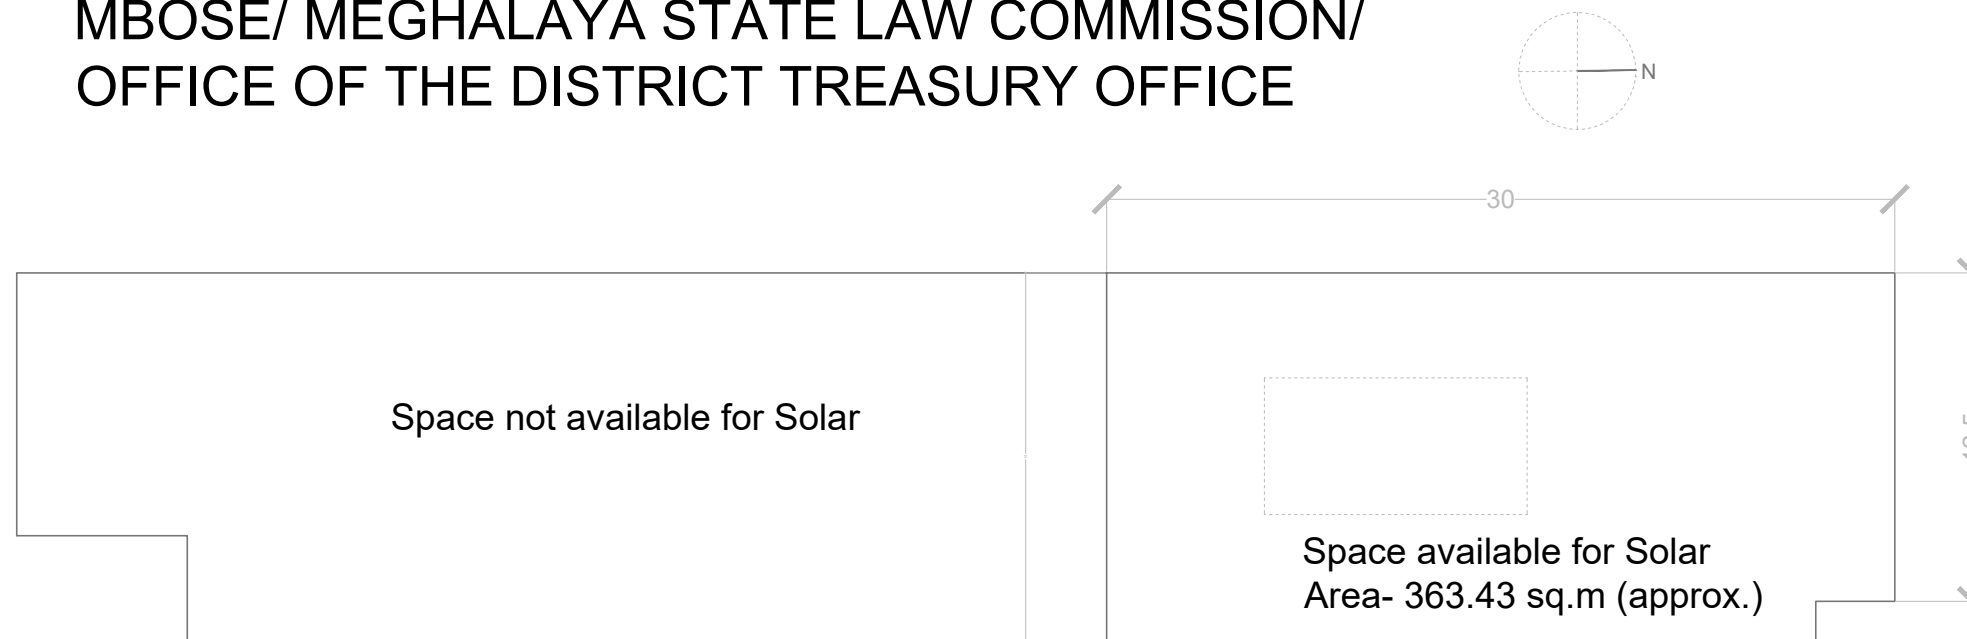 MBOSE/ MEGHALAYA STATE LAW COMMISSION/
OFFICE OF THE DISTRICT TREASURY OFFICE
N
30
Space not available for Solar
Space available for Solar
Area- 363.43 sq.m (approx.)